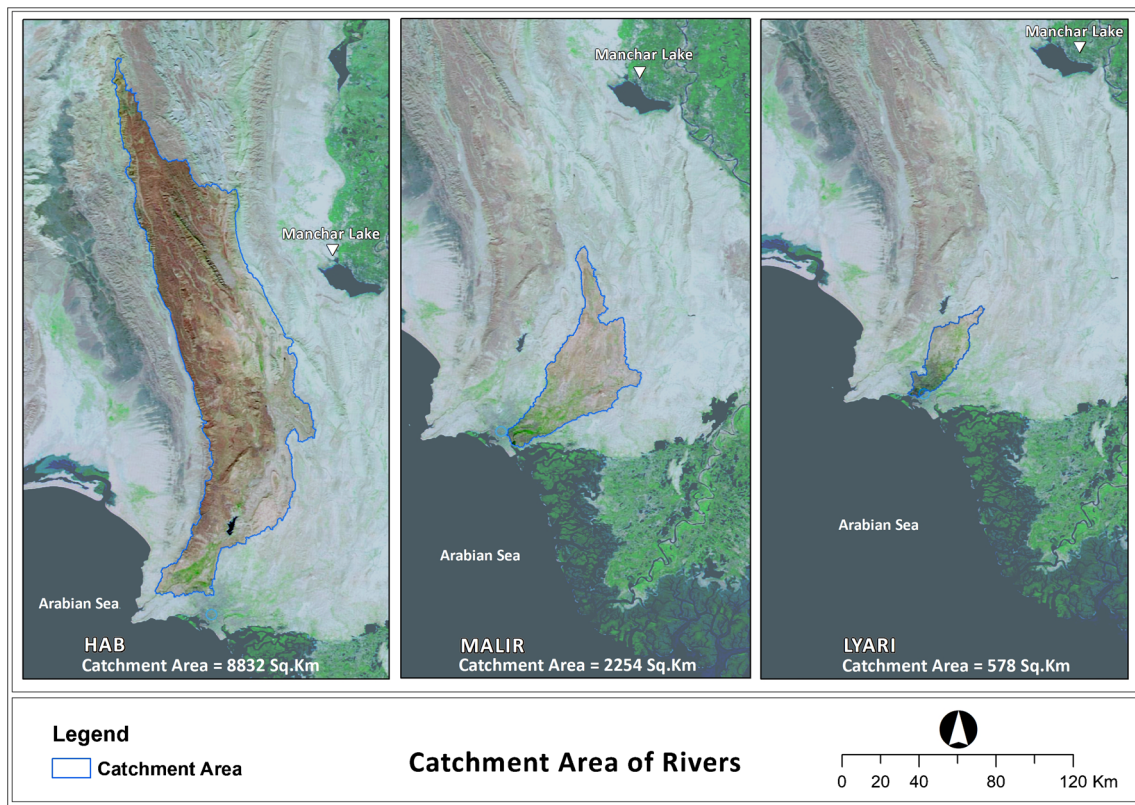 Manchar Lake
Arabian Sea
HAB
Catchment Area = 8832 Sq.Km
Manchar Lake
Arabian Sea
MALIR
Catchment Area = 2254 Sq.Km
Manchar Lake
Arabian Sea
LYARI
Catchment Area = 578 Sq.Km
Legend
Catchment Area
Catchment Area of Rivers
0 20 40 80 120 Km